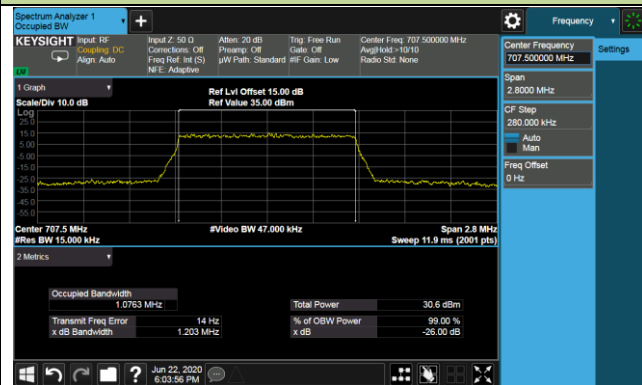 Spectrum Analyzer 1
Occupied BW
Frequency
KEYSIGHT
Input: RF
Coupling: DC
Align: Auto
Input Z: 50 Ω
Corrections: Off
Freq Ref: Int (S)
NFE: Adaptive
Atten: 20 dB
Preamp: Off
µW Path: Standard
Trig: Free Run
Gate: Off
#IF Gain: Low
Center Freq: 707.500000 MHz
Avg|Hold:>10/10
Radio Std: None
Center Frequency
707.500000 MHz
Settings
Span
2.8000 MHz
CF Step
280.000 kHz
Auto
Man
Freq Offset
0 Hz
1 Graph
Scale/Div 10.0 dB
Ref Lvl Offset 15.00 dB
Ref Value 35.00 dBm
Log
25.0
15.0
5.00
-5.00
-15.0
-25.0
-35.0
-45.0
-55.0
Center 707.5 MHz
#Res BW 15.000 kHz
#Video BW 47.000 kHz
Span 2.8 MHz
Sweep 11.9 ms (2001 pts)
2 Metrics
Occupied Bandwidth
1.0763 MHz
Total Power 30.6 dBm
Transmit Freq Error 14 Hz
% of OBW Power 99.00 %
x dB Bandwidth 1.203 MHz
x dB -26.00 dB
Jun 22, 2020
6:03:56 PM